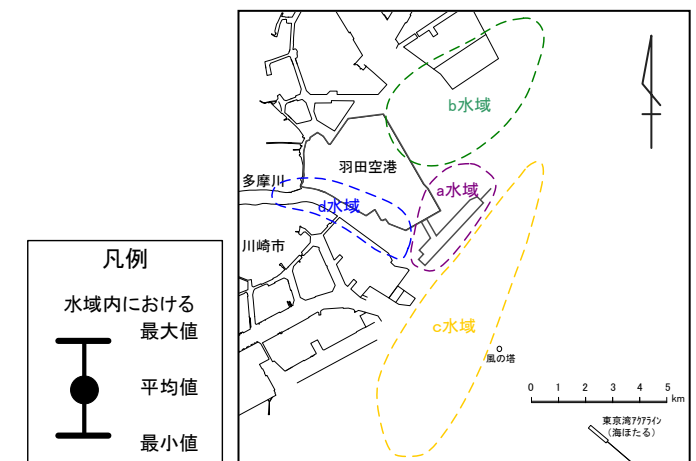 b水域
羽田空港
多摩川
a水域
d水域
川崎市
凡例
水域内における
最大値
平均値
最小値
c水域
風の塔
0 1 2 3 4 5
km
東京湾アクアライン
(海ほたる)